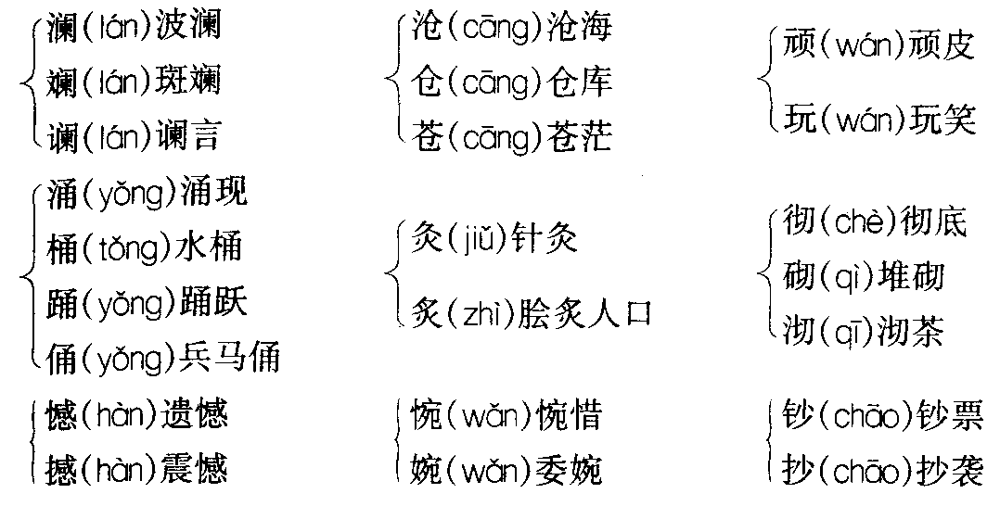 澜(lán)波澜
斓(lán)斑斓
谰(lán)谰言
沧(cāng)沧海
仓(cāng)仓库
苍(cāng)苍茫
顽(wán)顽皮
玩(wán)玩笑
涌(yǒng)涌现
桶(tǒng)水桶
踊(yǒng)踊跃
俑(yǒng)兵马俑
灸(jiǔ)针灸
炙(zhì)脍炙人口
彻(chè)彻底
砌(qì)堆砌
沏(qī)沏茶
憾(hàn)遗憾
撼(hàn)震憾
惋(wǎn)惋惜
婉(wǎn)委婉
钞(chāo)钞票
抄(chāo)抄袭